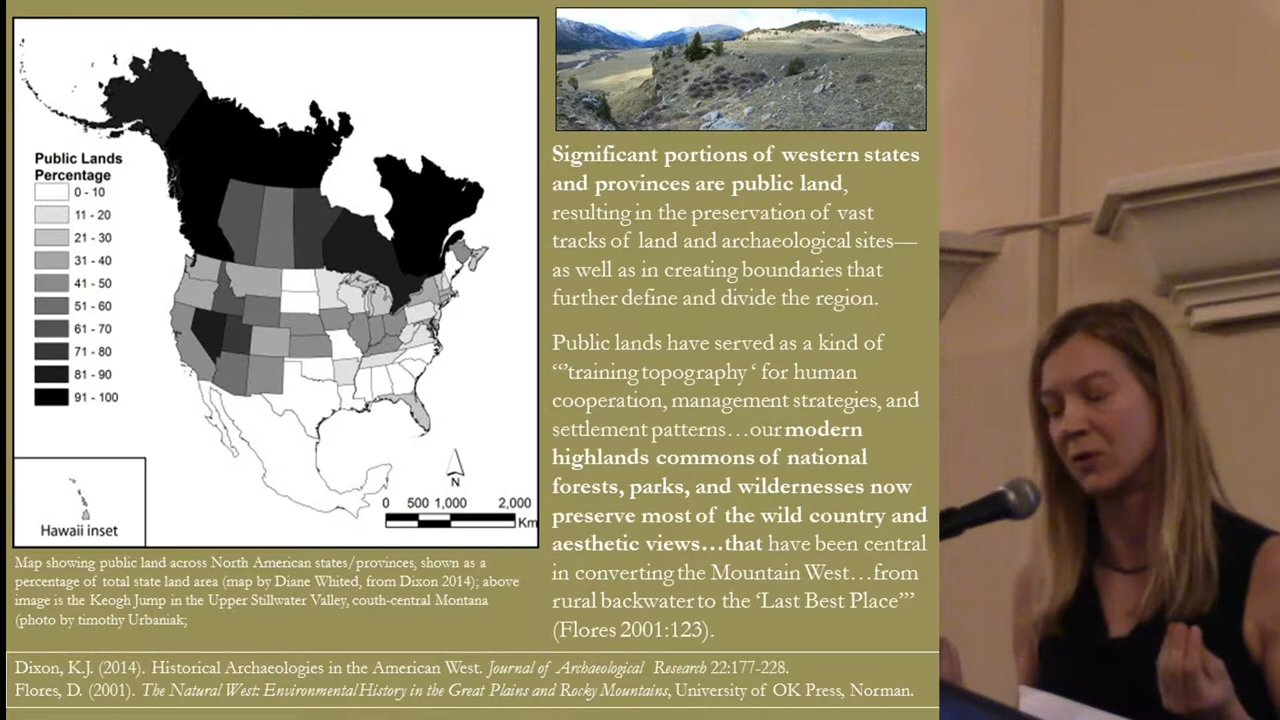 Public Lands
Percentage
0 - 10
11 - 20
21 - 30
31 - 40
41 - 50
51 - 60
61 - 70
71 - 80
81 - 90
91 - 100
Hawaii inset
N
0 500 1,000 2,000
Km
Map showing public land across North American states/provinces, shown as a
percentage of total state land area (map by Diane Whited, from Dixon 2014); above
image is the Keogh Jump in the Upper Stillwater Valley, couth-central Montana
(photo by timothy Urbaniak;
Significant portions of western states
and provinces are public land,
resulting in the preservation of vast
tracks of land and archaeological sites—
as well as in creating boundaries that
further define and divide the region.
Public lands have served as a kind of
“’training topography ‘ for human
cooperation, management strategies, and
settlement patterns…our modern
highlands commons of national
forests, parks, and wildernesses now
preserve most of the wild country and
aesthetic views…that have been central
in converting the Mountain West…from
rural backwater to the ‘Last Best Place’”
(Flores 2001:123).
Dixon, K.J. (2014). Historical Archaeologies in the American West. Journal of Archaeological Research 22:177-228.
Flores, D. (2001). The Natural West: Environmental History in the Great Plains and Rocky Mountains, University of OK Press, Norman.